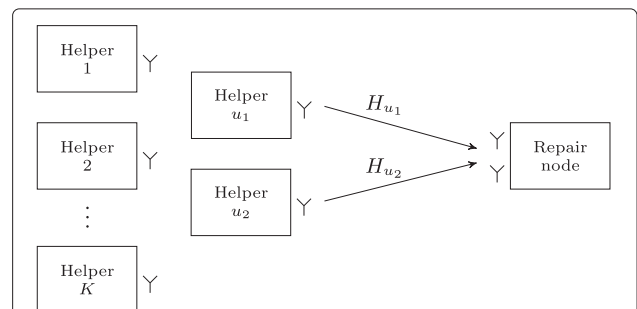 Helper
1
Helper
2
⋮
Helper
K
Helper
u₁
Helper
u₂
H_{u₁}
H_{u₂}
Repair
node